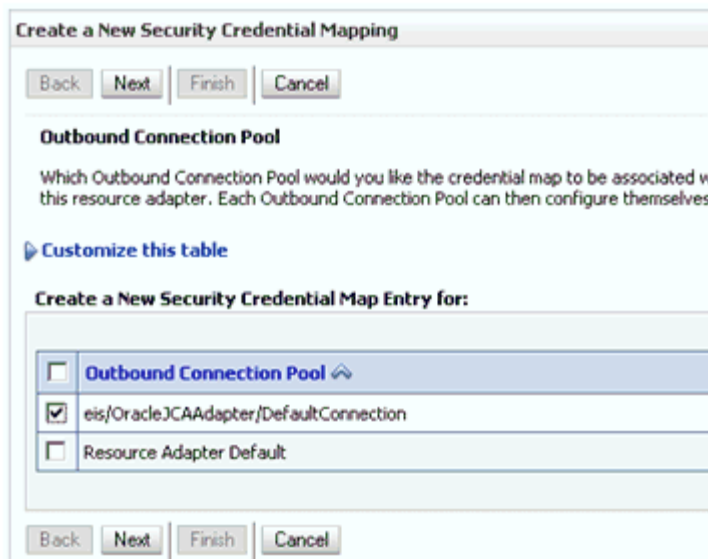 Create a New Security Credential Mapping
Back Next Finish Cancel
Outbound Connection Pool
Which Outbound Connection Pool would you like the credential map to be associated w
this resource adapter. Each Outbound Connection Pool can then configure themselves
Customize this table
Create a New Security Credential Map Entry for:
Outbound Connection Pool
eis/OracleJCAAdapter/DefaultConnection
Resource Adapter Default
Back Next Finish Cancel